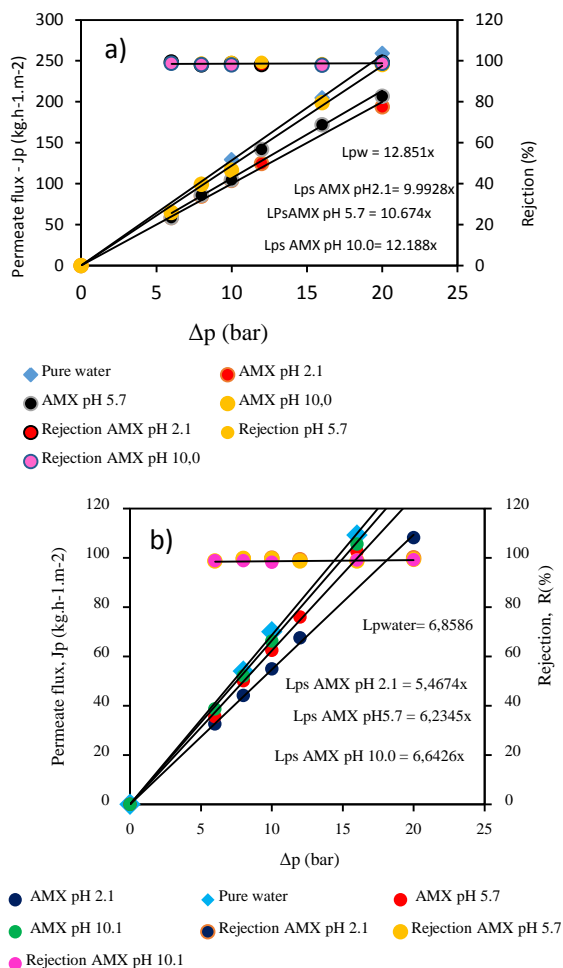 a)
300
250
200
150
100
50
0
Permeate flux - Jp (kg.h-1.m-2)
120
100
80
60
40
20
0
Rejction (%)
Lpw = 12.851x
Lps AMX pH2.1= 9.9928x
LPsAMX pH 5.7 = 10.674x
Lps AMX pH 10.0= 12.188x
0 5 10 15 20 25
Δp (bar)
Pure water
AMX pH 2.1
AMX pH 5.7
AMX pH 10,0
Rejection AMX pH 2.1
Rejection pH 5.7
Rejection AMX pH 10,0
b)
120
100
80
60
40
20
0
Permeate flux, Jp (kg.h-1.m-2)
120
100
80
60
40
20
0
Rejection, R(%)
Lpwater= 6,8586
Lps AMX pH 2.1 = 5,4674x
Lps AMX pH5.7 = 6,2345x
Lps AMX pH 10.0 = 6,6426x
0 5 10 15 20 25
Δp (bar)
AMX pH 2.1
Pure water
AMX pH 5.7
AMX pH 10.1
Rejection AMX pH 2.1
Rejection AMX pH 5.7
Rejection AMX pH 10.1